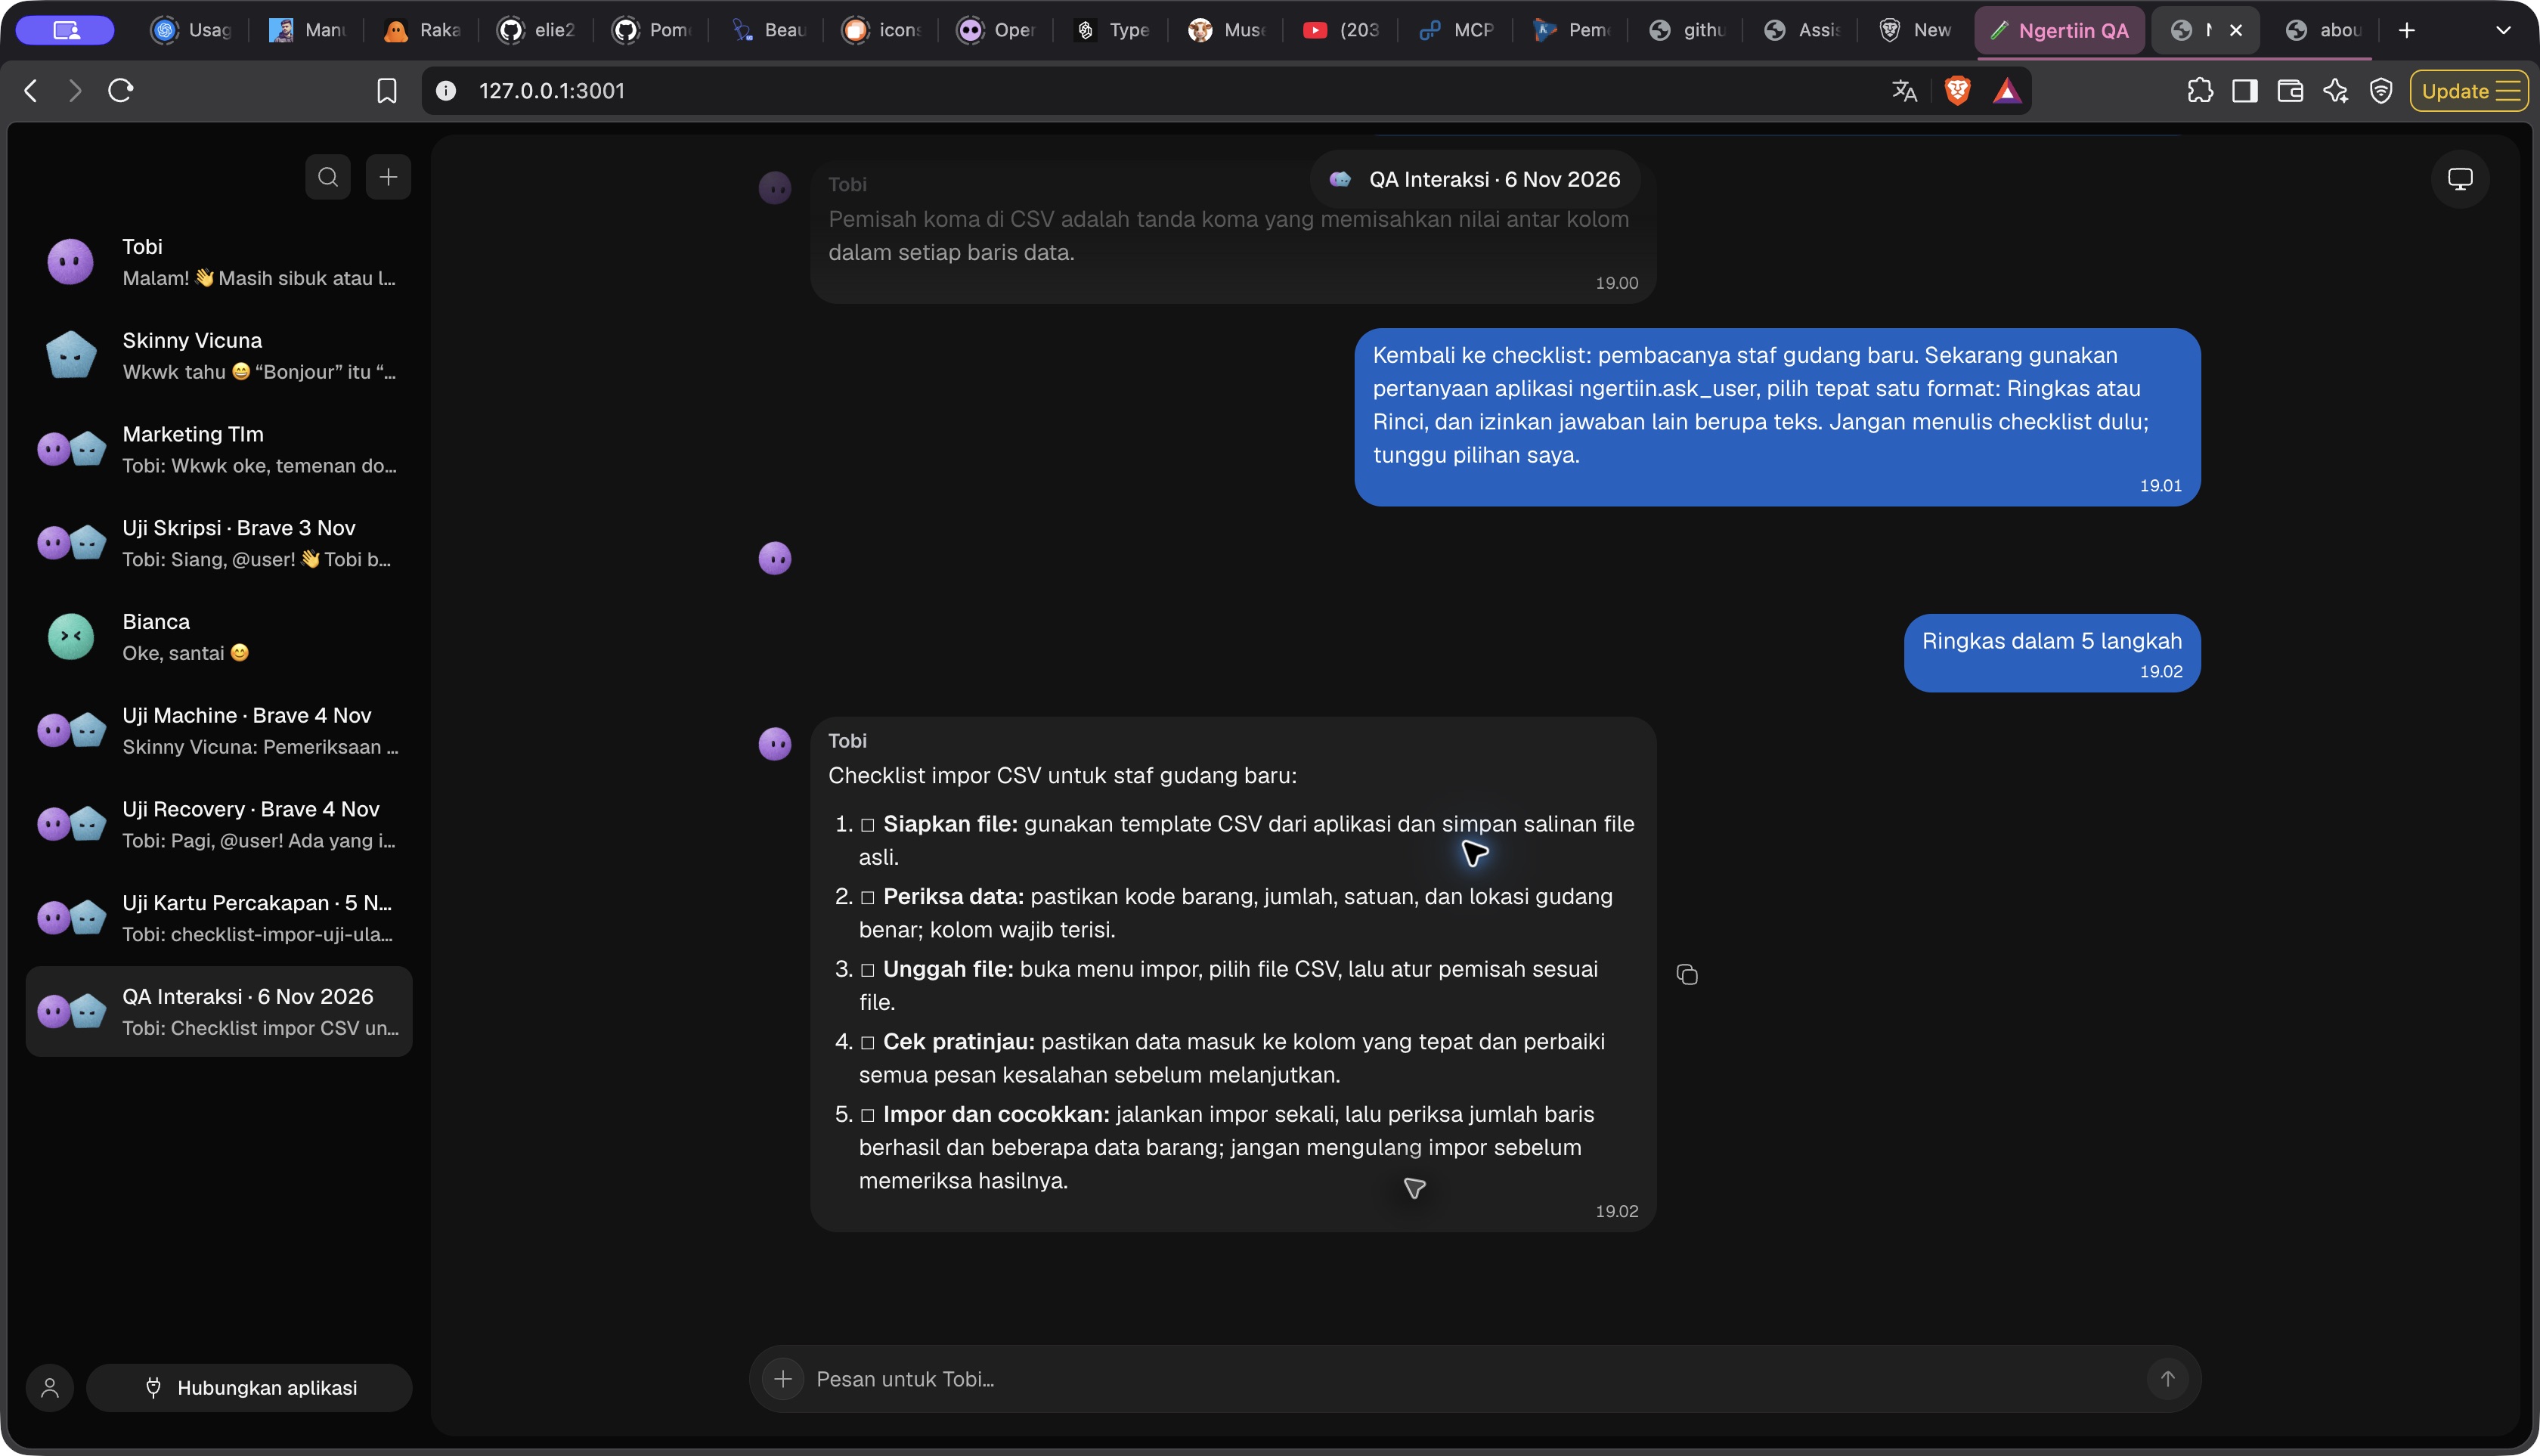 Usag
Manu
Raka
elie2
Pom
Beau
icon
Oper
Type
Muse
(203
MCP
Peme
githu
Assis
New
Ngertiin QA
abou
127.0.0.1:3001
Update
Tobi
Malam! 👋 Masih sibuk atau l...
Skinny Vicuna
Wkwk tahu 😄 “Bonjour” itu “...
Marketing TIm
Tobi: Wkwk oke, temenan do...
Uji Skripsi · Brave 3 Nov
Tobi: Siang, @user! 👋 Tobi b...
Bianca
Oke, santai 😊
Uji Machine · Brave 4 Nov
Skinny Vicuna: Pemeriksaan ...
Uji Recovery · Brave 4 Nov
Tobi: Pagi, @user! Ada yang i...
Uji Kartu Percakapan · 5 N...
Tobi: checklist-impor-uji-ula...
QA Interaksi · 6 Nov 2026
Tobi: Checklist impor CSV un...
Hubungkan aplikasi
QA Interaksi · 6 Nov 2026
Tobi
Pemisah koma di CSV adalah tanda koma yang memisahkan nilai antar kolom
dalam setiap baris data.
19.00
Kembali ke checklist: pembacanya staf gudang baru. Sekarang gunakan
pertanyaan aplikasi ngertiin.ask_user, pilih tepat satu format: Ringkas atau
Rinci, dan izinkan jawaban lain berupa teks. Jangan menulis checklist dulu;
tunggu pilihan saya.
19.01
Ringkas dalam 5 langkah
19.02
Tobi
Checklist impor CSV untuk staf gudang baru:
1. □ Siapkan file: gunakan template CSV dari aplikasi dan simpan salinan file
asli.
2. □ Periksa data: pastikan kode barang, jumlah, satuan, dan lokasi gudang
benar; kolom wajib terisi.
3. □ Unggah file: buka menu impor, pilih file CSV, lalu atur pemisah sesuai
file.
4. □ Cek pratinjau: pastikan data masuk ke kolom yang tepat dan perbaiki
semua pesan kesalahan sebelum melanjutkan.
5. □ Impor dan cocokkan: jalankan impor sekali, lalu periksa jumlah baris
berhasil dan beberapa data barang; jangan mengulang impor sebelum
memeriksa hasilnya.
19.02
Pesan untuk Tobi...